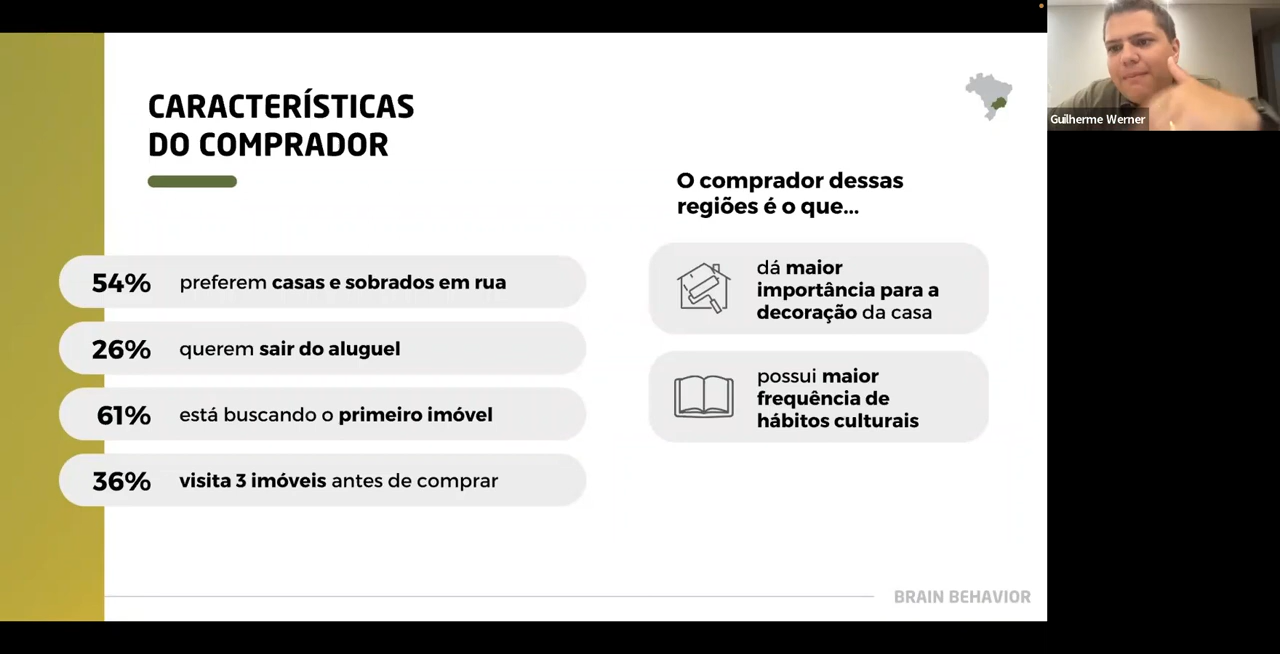 CARACTERÍSTICAS
DO COMPRADOR
54% preferem casas e sobrados em rua
26% querem sair do aluguel
61% está buscando o primeiro imóvel
36% visita 3 imóveis antes de comprar
O comprador dessas
regiões é o que...
dá maior
importância para a
decoração da casa
possui maior
frequência de
hábitos culturais
BRAIN BEHAVIOR
Guilherme Werner